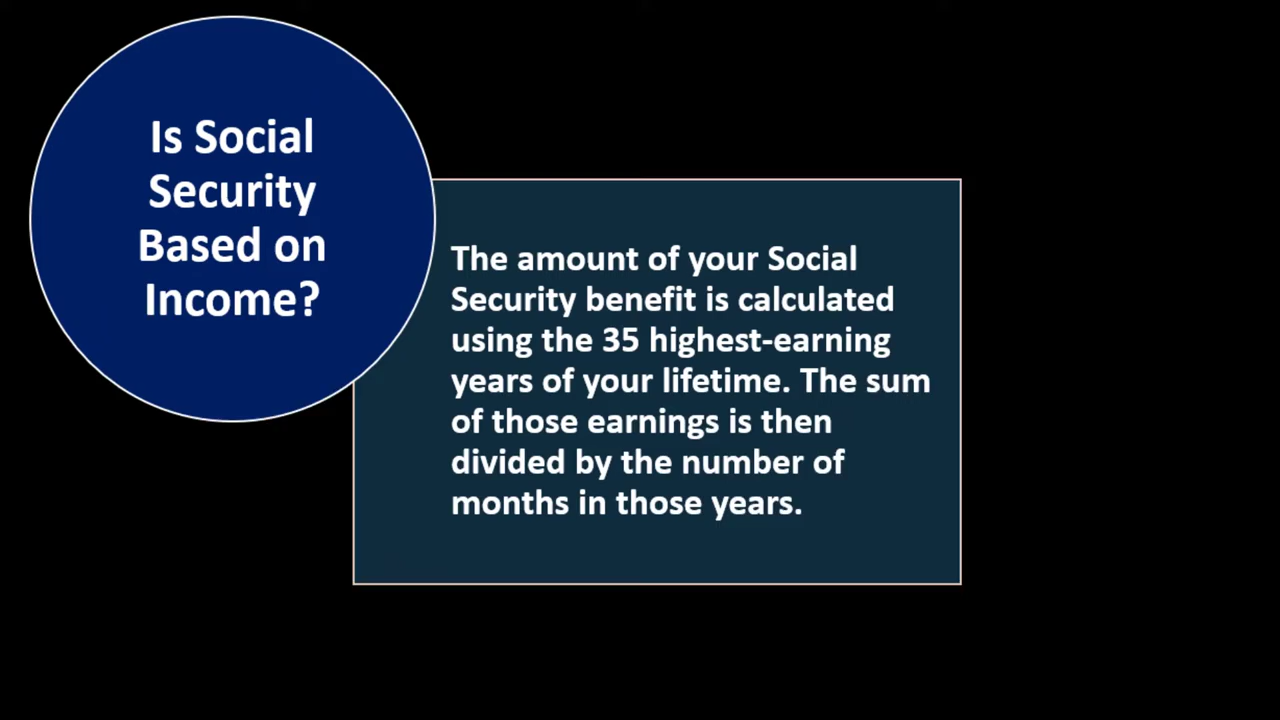 Is Social
Security
Based on
Income?
The amount of your Social
Security benefit is calculated
using the 35 highest-earning
years of your lifetime. The sum
of those earnings is then
divided by the number of
months in those years.